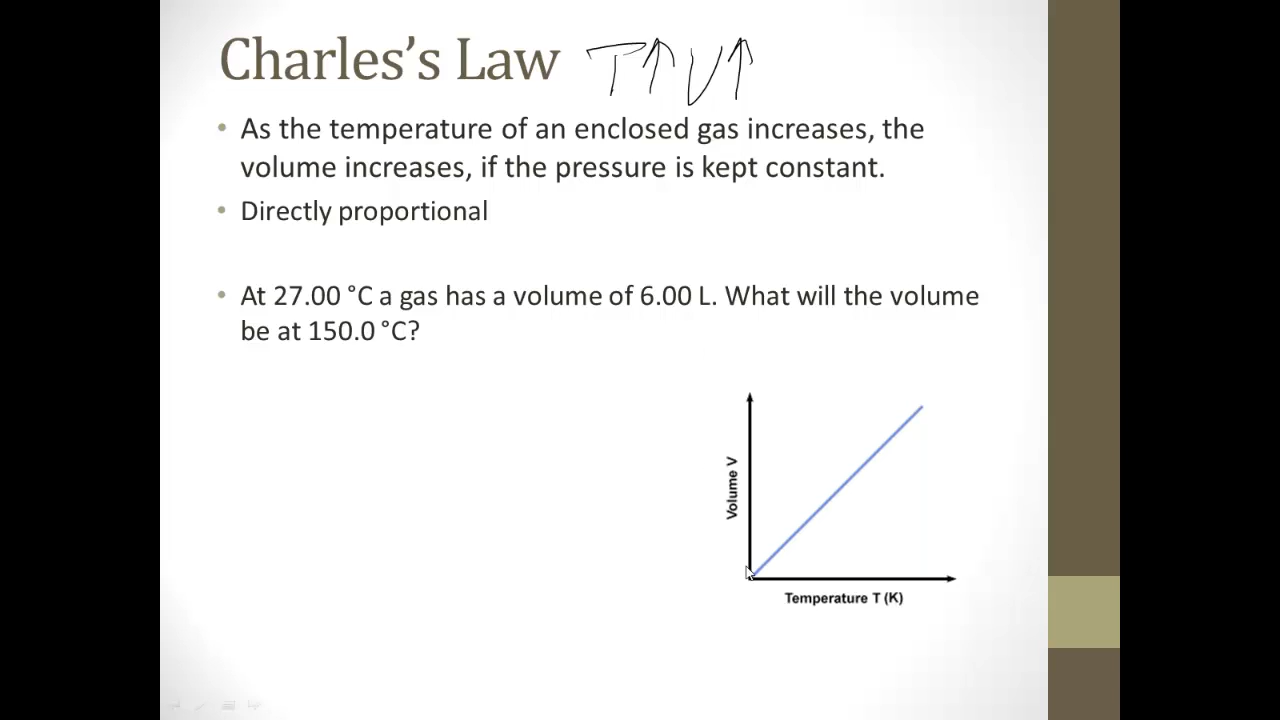 Charles's Law T↑ V↑
• As the temperature of an enclosed gas increases, the
volume increases, if the pressure is kept constant.
• Directly proportional
• At 27.00 °C a gas has a volume of 6.00 L. What will the volume
be at 150.0 °C?
Volume V
Temperature T (K)